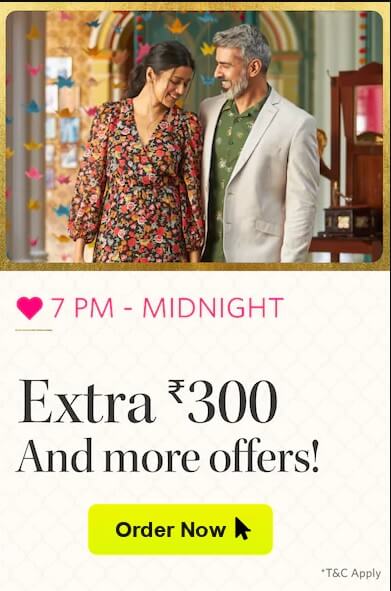 7 PM - MIDNIGHT
Extra ₹300
And more offers!
Order Now
*T&C Apply